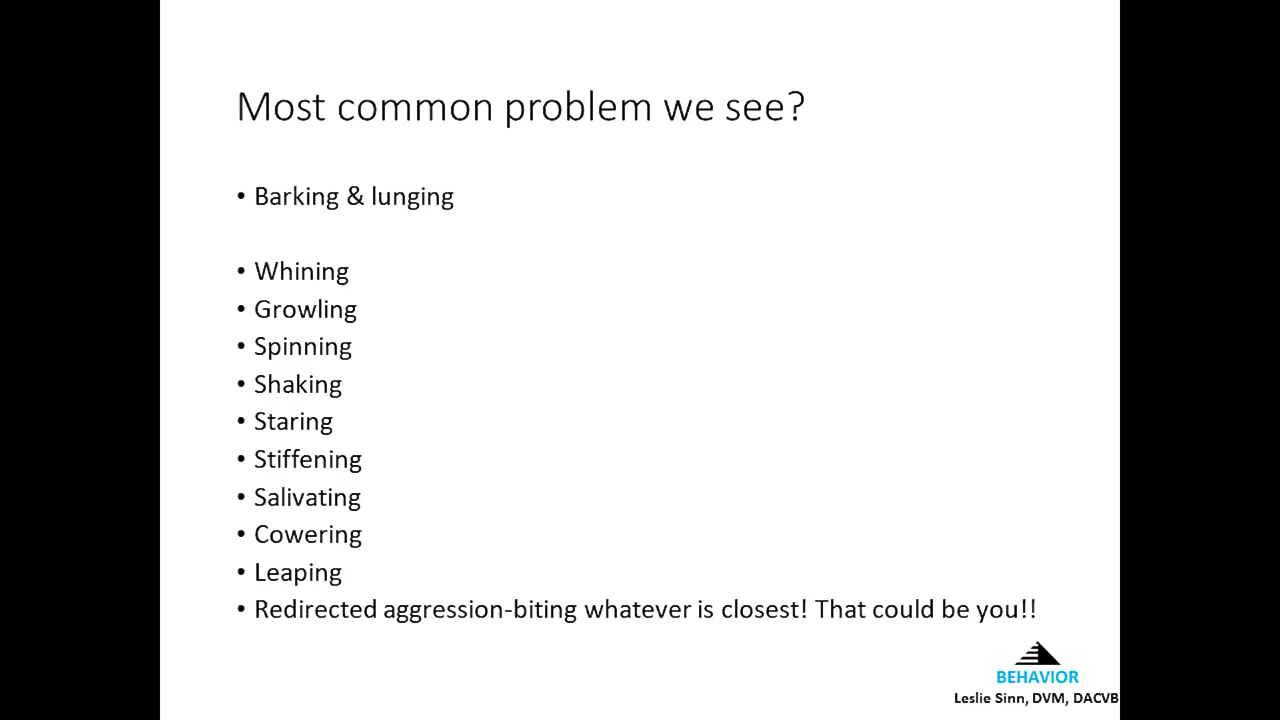 Most common problem we see?
• Barking & lunging
• Whining
• Growling
• Spinning
• Shaking
• Staring
• Stiffening
• Salivating
• Cowering
• Leaping
• Redirected aggression-biting whatever is closest! That could be you!!
BEHAVIOR
Leslie Sinn, DVM, DACVB